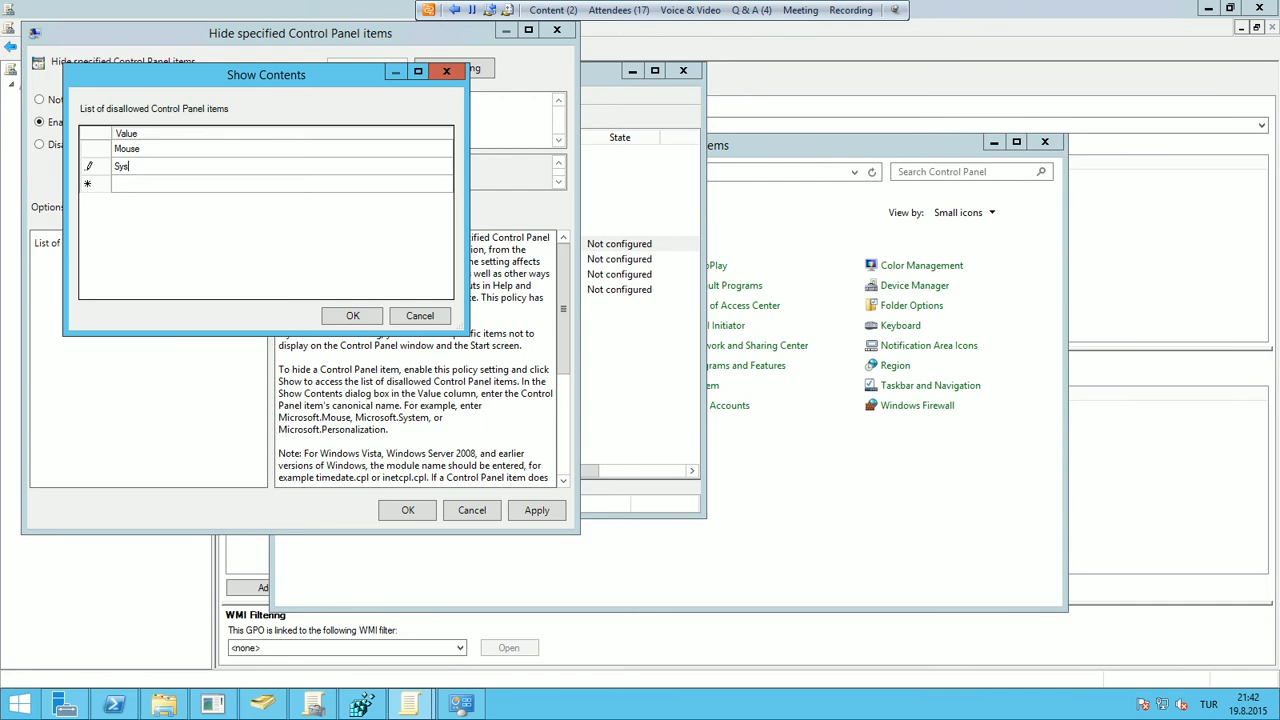 Content (2) Attendees (17) Voice & Video Q & A (4) Meeting Recording
Hide specified Control Panel items
Hide specified Control Panel items
Show Contents
List of disallowed Control Panel items
Value
Mouse
Sys
OK Cancel
State
Not configured
Not configured
Not configured
Not configured
List of
To hide a Control Panel item, enable this policy setting and click
Show to access the list of disallowed Control Panel items. In the
Show Contents dialog box in the Value column, enter the Control
Panel item's canonical name. For example, enter
Microsoft.Mouse, Microsoft.System, or
Microsoft.Personalization.
Note: For Windows Vista, Windows Server 2008, and earlier
versions of Windows, the module name should be entered, for
example timedate.cpl or inetcpl.cpl. If a Control Panel item does
ified Control Panel
ion, from the
he setting affects
well as other ways
uts in Help and
e. This policy has
ific items not to
display on the Control Panel window and the Start screen.
OK Cancel Apply
ems
Search Control Panel
View by: Small icons
oPlay
Color Management
ult Programs
Device Manager
of Access Center
Folder Options
I Initiator
Keyboard
work and Sharing Center
Notification Area Icons
grams and Features
Region
em
Taskbar and Navigation
Accounts
Windows Firewall
WMI Filtering
This GPO is linked to the following WMI filter:
<none>
Open
TUR
21:42
19.8.2015